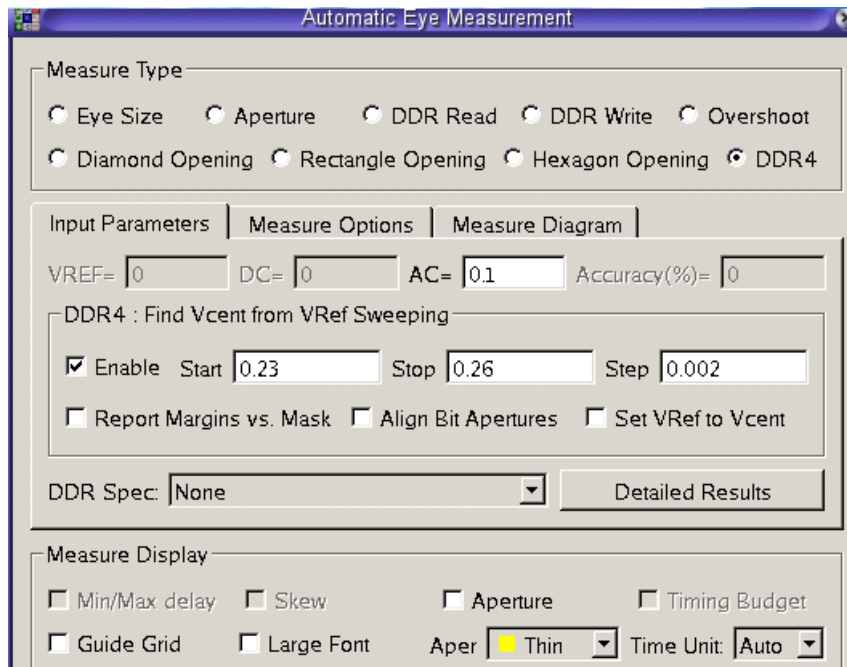 Automatic Eye Measurement
Measure Type
Eye Size Aperture DDR Read DDR Write Overshoot
Diamond Opening Rectangle Opening Hexagon Opening DDR4
Input Parameters Measure Options Measure Diagram
VREF= 0 DC= 0 AC= 0.1 Accuracy(%)= 0
DDR4 : Find Vcent from VRef Sweeping
Enable Start 0.23 Stop 0.26 Step 0.002
Report Margins vs. Mask Align Bit Apertures Set VRef to Vcent
DDR Spec: None Detailed Results
Measure Display
Min/Max delay Skew Aperture Timing Budget
Guide Grid Large Font Aper Thin Time Unit: Auto